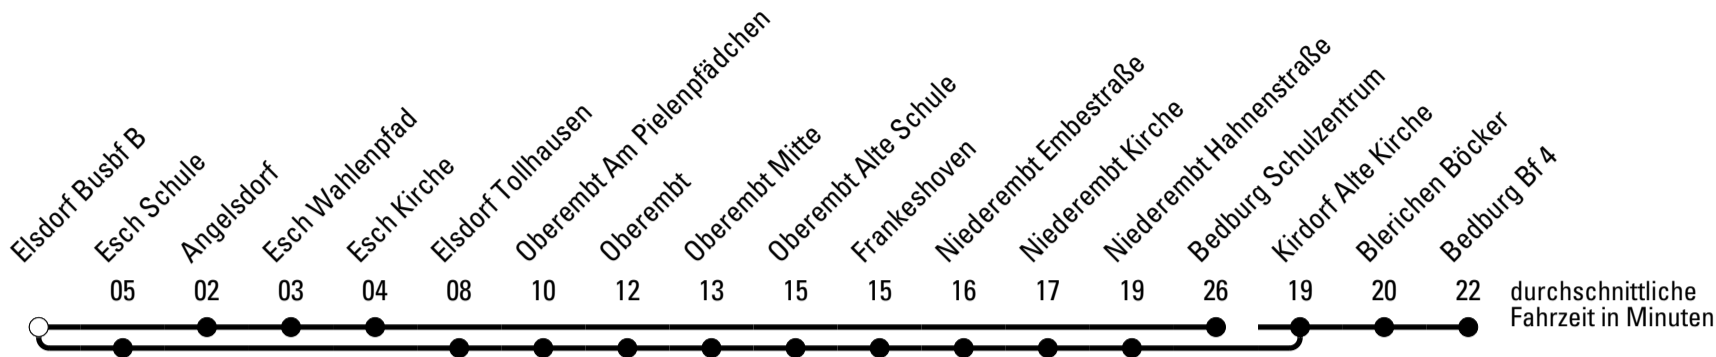 Elsdorf Busbf B
Esch Schule
Angelsdorf
Esch Wahlenpfad
Esch Kirche
Elsdorf Tollhausen
Oberembt Am Pielenpfädchen
Oberembt
Oberembt Mitte
Oberembt Alte Schule
Frankeshoven
Niederembt Embestraße
Niederembt Kirche
Niederembt Hahnenstraße
Bedburg Schulzentrum
Kirdorf Alte Kirche
Blerichen Böcker
Bedburg Bf 4
05 02 03 04 08 10 12 13 15 15 16 17 19 26 19 20 22 durchschnittliche
Fahrzeit in Minuten